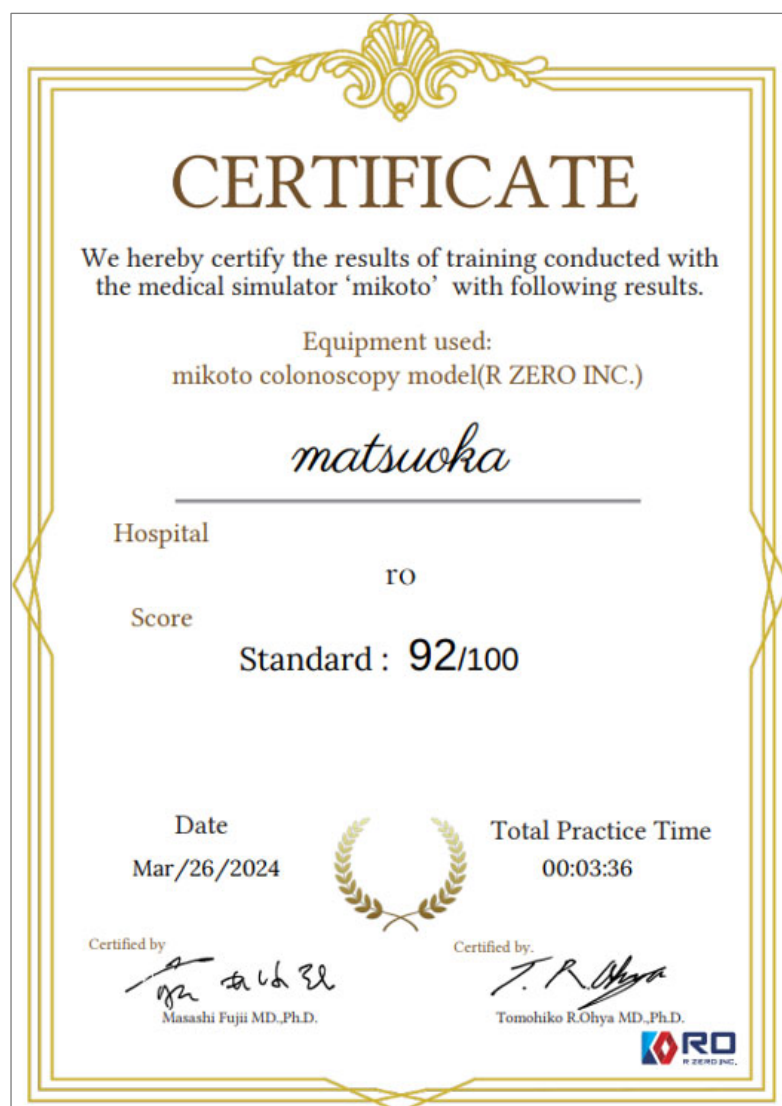 CERTIFICATE
We hereby certify the results of training conducted with
the medical simulator ‘mikoto’ with following results.
Equipment used:
mikoto colonoscopy model(R ZERO INC.)
matsuoka
Hospital
ro
Score
Standard : 92/100
Date
Mar/26/2024
Total Practice Time
00:03:36
Certified by
Masashi Fujii MD.,Ph.D.
Certified by.
T. R. Ohya
Tomohiko R.Ohya MD.,Ph.D.
RO
R ZERO INC.